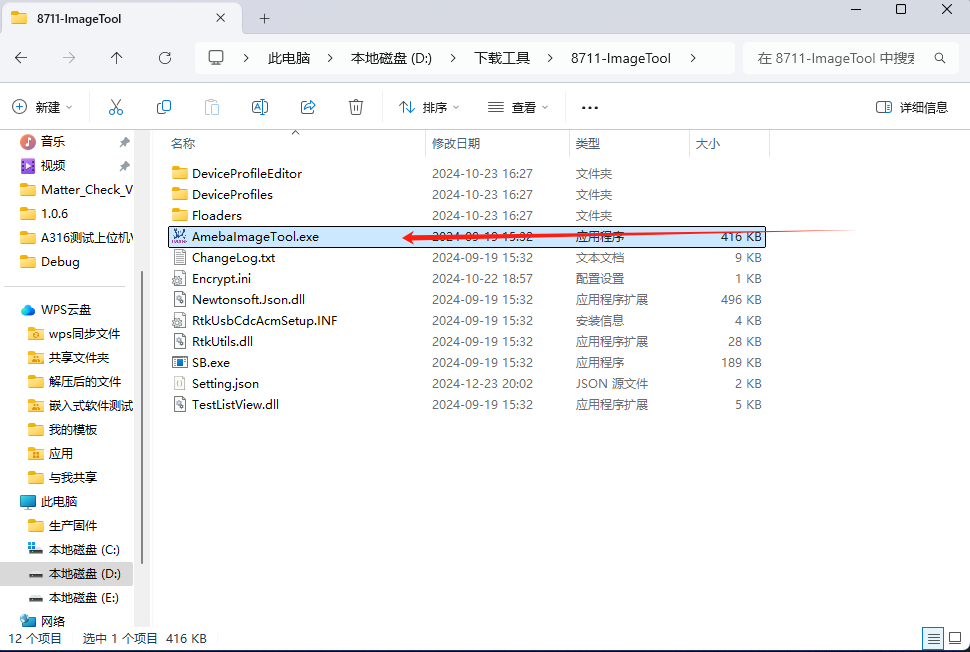 8711-ImageTool
此电脑 本地磁盘 (D:) 下载工具 8711-ImageTool
在 8711-ImageTool 中搜索
新建 排序 查看 详细信息
音乐
视频
Matter_Check_V
1.0.6
A316测试上位机V
Debug
WPS云盘
wps同步文件
共享文件夹
解压后的文件
嵌入式软件测试
我的模板
应用
与我共享
此电脑
生产固件
本地磁盘 (C:)
本地磁盘 (D:)
本地磁盘 (E:)
网络
名称 修改日期 类型 大小
DeviceProfileEditor 2024-10-23 16:27 文件夹
DeviceProfiles 2024-10-23 16:27 文件夹
Floaders 2024-10-23 16:27 文件夹
AmebaImageTool.exe 2024-09-19 15:32 应用程序 416 KB
ChangeLog.txt 2024-09-19 15:32 文本文档 9 KB
Encrypt.ini 2024-10-22 18:57 配置设置 1 KB
Newtonsoft.Json.dll 2024-09-19 15:32 应用程序扩展 496 KB
RtkUsbCdcAcmSetup.INF 2024-09-19 15:32 安装信息 4 KB
RtkUtils.dll 2024-09-19 15:32 应用程序扩展 28 KB
SB.exe 2024-09-19 15:32 应用程序 189 KB
Setting.json 2024-12-23 20:02 JSON 源文件 2 KB
TestListView.dll 2024-09-19 15:32 应用程序扩展 5 KB
12 个项目 选中 1 个项目 416 KB